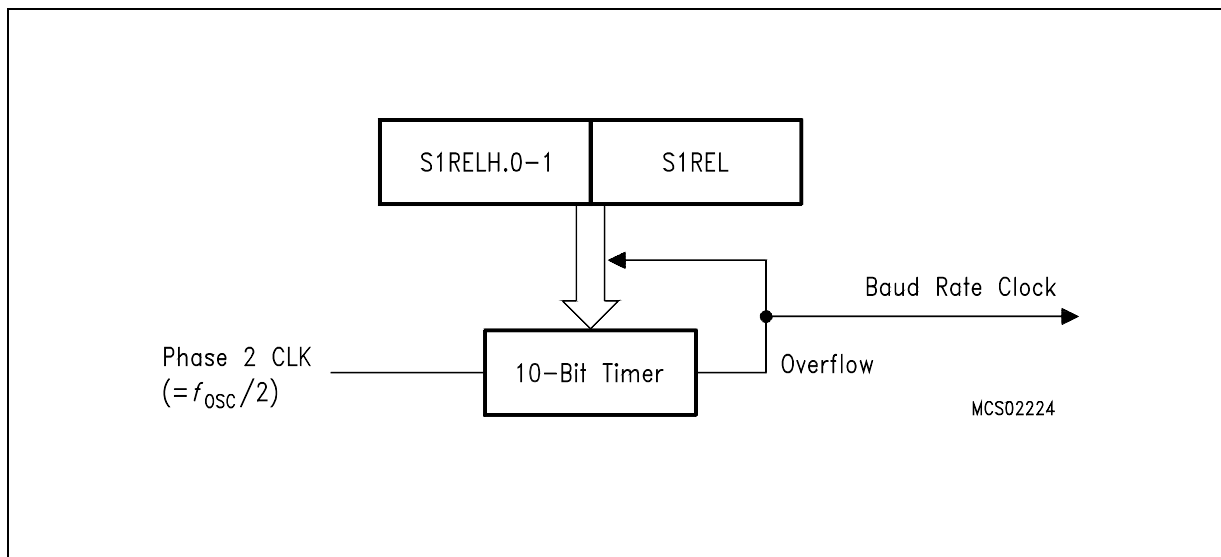 S1RELH.0-1
S1REL
Baud Rate Clock
Phase 2 CLK
(=fOSC/2)
10-Bit Timer
Overflow
MCS02224